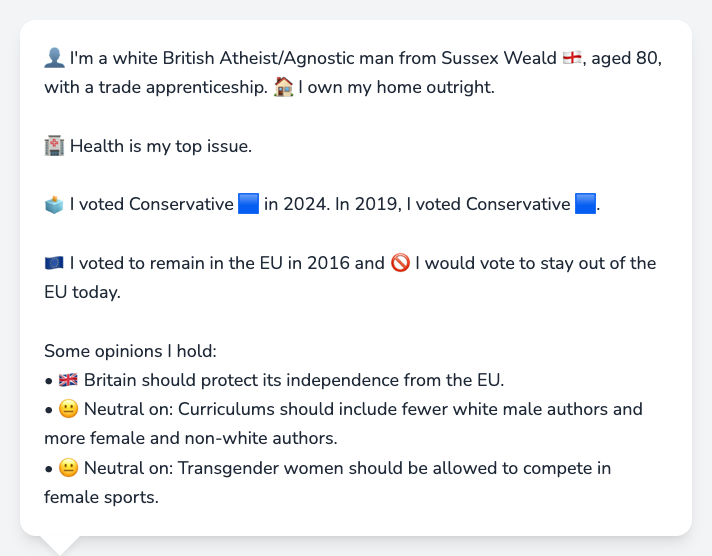 👤 I'm a white British Atheist/Agnostic man from Sussex Weald 🏴󠁧󠁢󠁥󠁮󠁧󠁿, aged 80,
with a trade apprenticeship. 🏠 I own my home outright.
🏥 Health is my top issue.
🗳️ I voted Conservative 🟦 in 2024. In 2019, I voted Conservative 🟦.
🇪🇺 I voted to remain in the EU in 2016 and 🚫 I would vote to stay out of the
EU today.
Some opinions I hold:
• 🇬🇧 Britain should protect its independence from the EU.
• 😐 Neutral on: Curriculums should include fewer white male authors and
more female and non-white authors.
• 😐 Neutral on: Transgender women should be allowed to compete in
female sports.